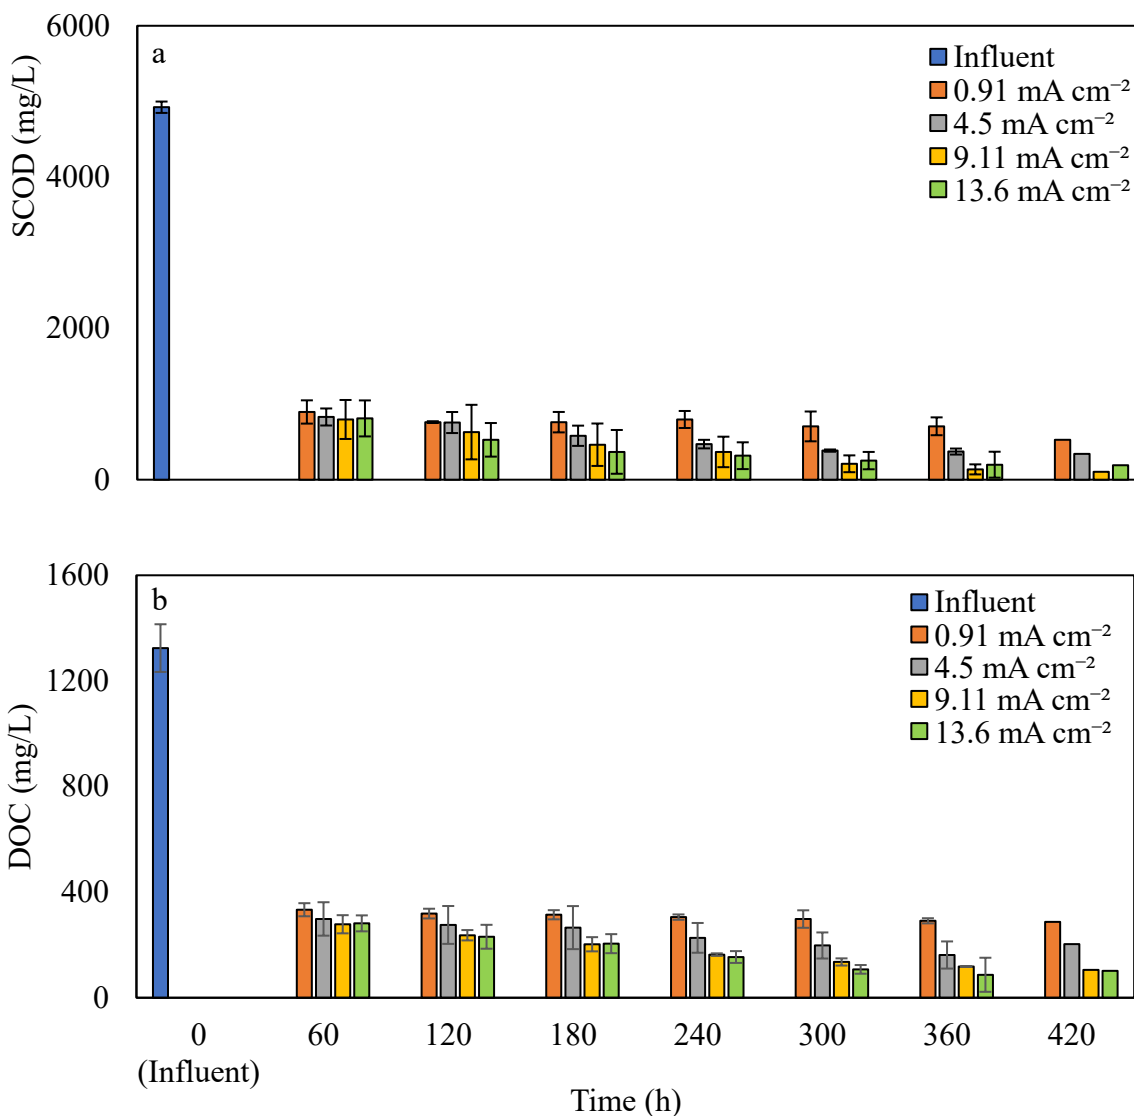 a
SCOD (mg/L)
6000
4000
2000
0
Influent
0.91 mA cm⁻²
4.5 mA cm⁻²
9.11 mA cm⁻²
13.6 mA cm⁻²
b
DOC (mg/L)
1600
1200
800
400
0
Influent
0.91 mA cm⁻²
4.5 mA cm⁻²
9.11 mA cm⁻²
13.6 mA cm⁻²
0 60 120 180 240 300 360 420
(Influent)
Time (h)